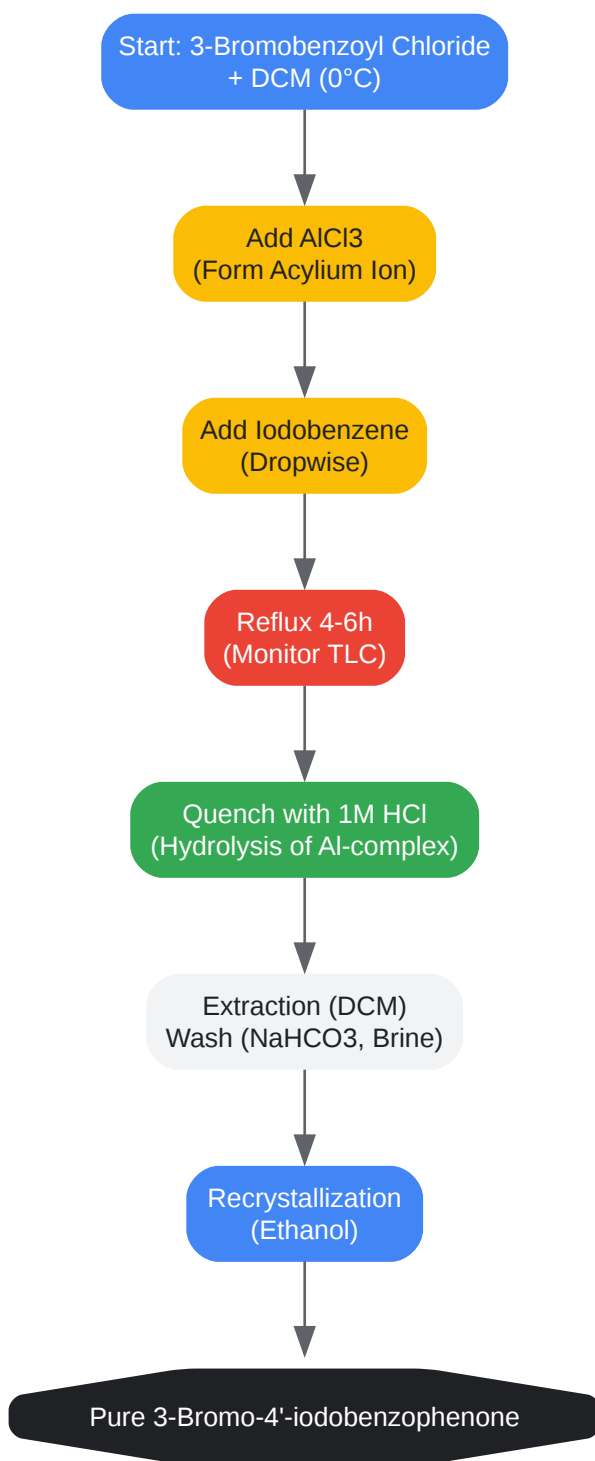 Start: 3-Bromobenzoyl Chloride
+ DCM (0°C)
Add AlCl3
(Form Acylium Ion)
Add Iodobenzene
(Dropwise)
Reflux 4-6h
(Monitor TLC)
Quench with 1M HCl
(Hydrolysis of Al-complex)
Extraction (DCM)
Wash (NaHCO3, Brine)
Recrystallization
(Ethanol)
Pure 3-Bromo-4'-iodobenzophenone